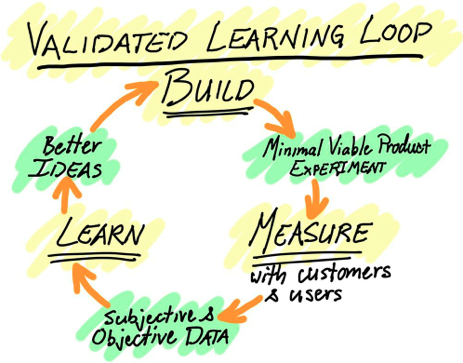 VALIDATED LEARNING LOOP
BUILD
Better
IDEAS
Minimal Viable Product
EXPERIMENT
LEARN
MEASURE
with customers
& users
Subjective &
Objective DATA